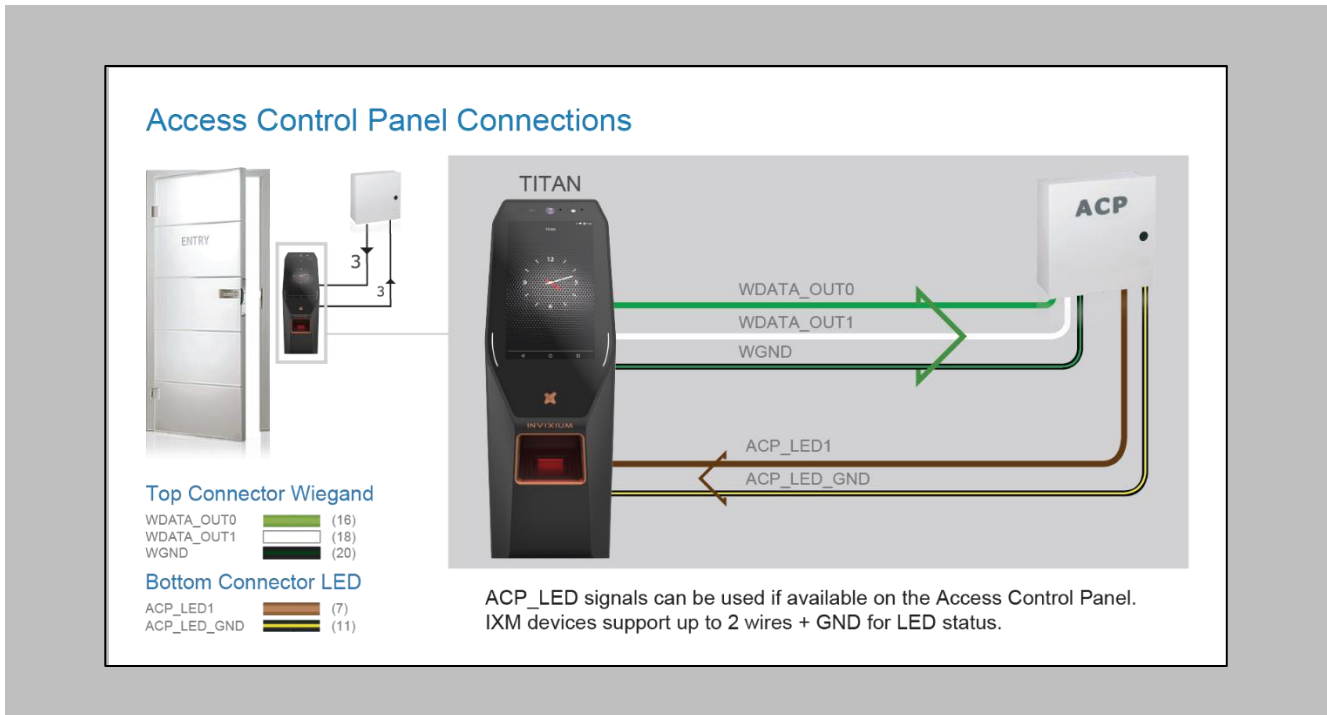 Access Control Panel Connections
ENTRY
3
3
TITAN
12
INVIXIUM
ACP
WDATA_OUT0
WDATA_OUT1
WGND
ACP_LED1
ACP_LED_GND
Top Connector Wiegand
WDATA_OUT0 (16)
WDATA_OUT1 (18)
WGND (20)
Bottom Connector LED
ACP_LED1 (7)
ACP_LED_GND (11)
ACP_LED signals can be used if available on the Access Control Panel.
IXM devices support up to 2 wires + GND for LED status.